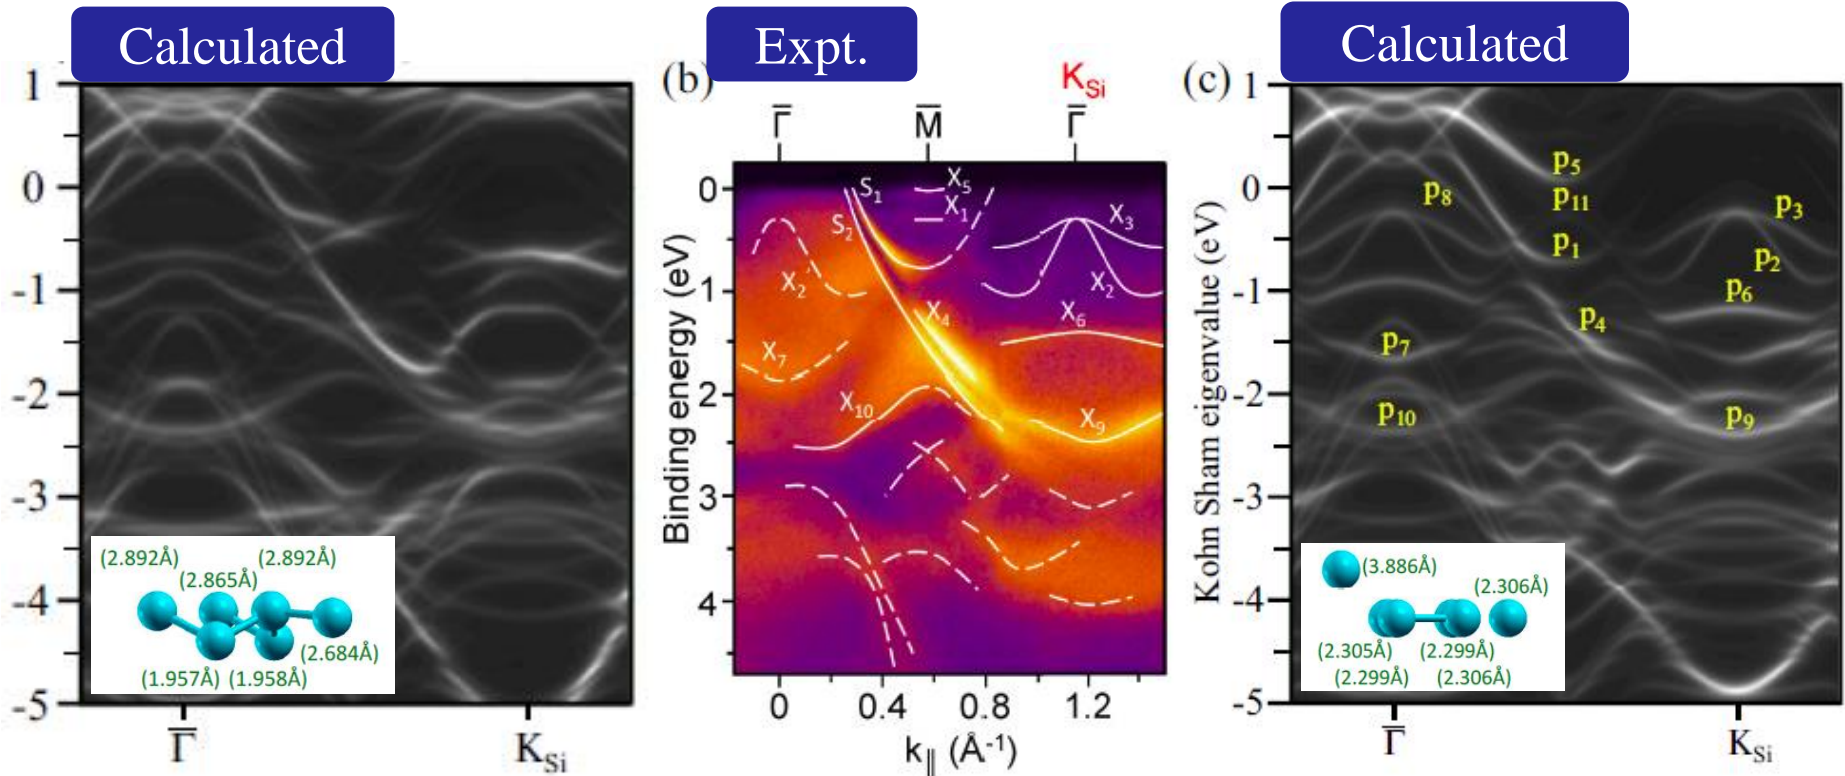 Calculated
1
0
-1
-2
-3
-4
-5
(2.892Å) (2.892Å)
(2.865Å)
(2.684Å)
(1.957Å) (1.958Å)
Γ̅
K_Si
Expt.
(b)
K_Si
Γ̅ M̅ Γ̅
Binding energy (eV)
0
1
2
3
4
S₁
X₅
X₁
S₂
X₃
X₂
X₂
X₄
X₆
X₇
X₁₀
X₉
0 0.4 0.8 1.2
k_∥ (Å⁻¹)
Calculated
(c)
Kohn Sham eigenvalue (eV)
1
0
-1
-2
-3
-4
-5
p₅
p₈
p₁₁
p₃
p₁
p₂
p₆
p₄
p₇
p₁₀
p₉
(3.886Å)
(2.306Å)
(2.305Å) (2.299Å)
(2.299Å) (2.306Å)
Γ̅
K_Si